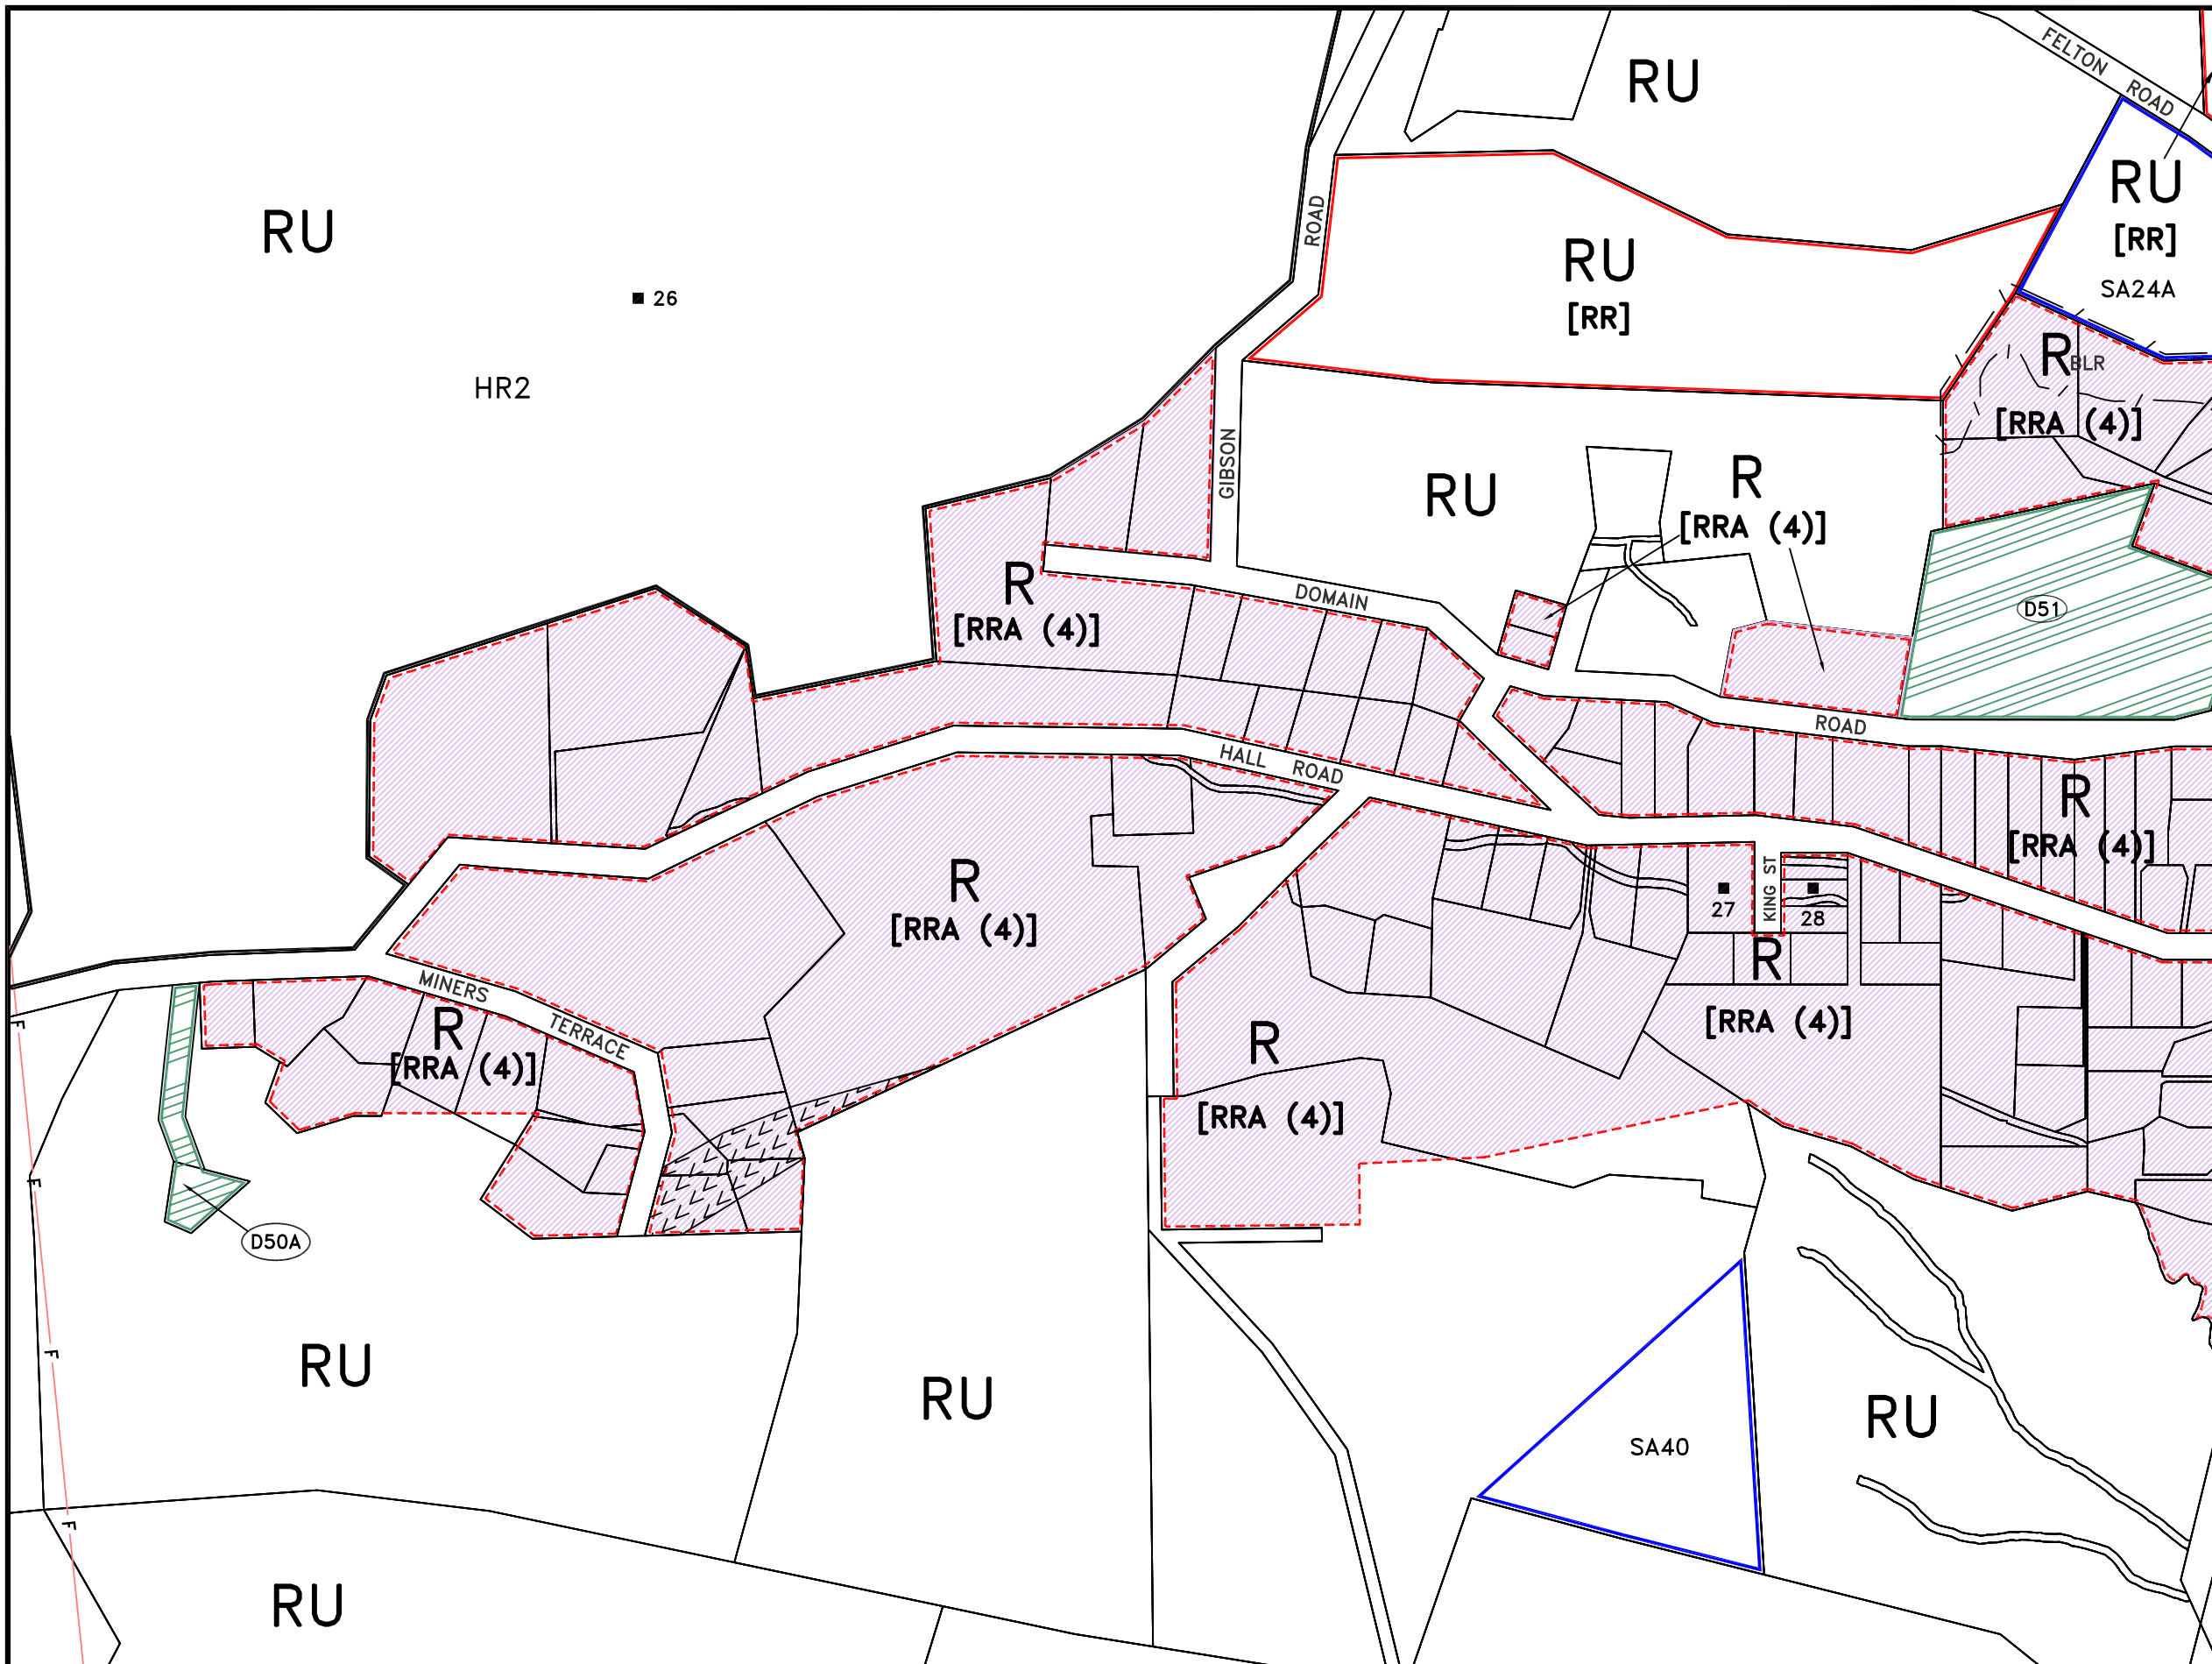 FELTON ROAD
RU
RU
[RR]
SA24A
RU
■ 26
HR2
ROAD
RU
[RR]
R
BLR
[RRA (4)]
GIBSON
RU
R
[RRA (4)]
R
[RRA (4)]
DOMAIN
D51
ROAD
HALL ROAD
R
[RRA (4)]
R
[RRA (4)]
27
KING ST
28
R
[RRA (4)]
MINERS
TERRACE
R
[RRA (4)]
R
[RRA (4)]
D50A
F
F
F
F
RU
RU
RU
SA40
RU